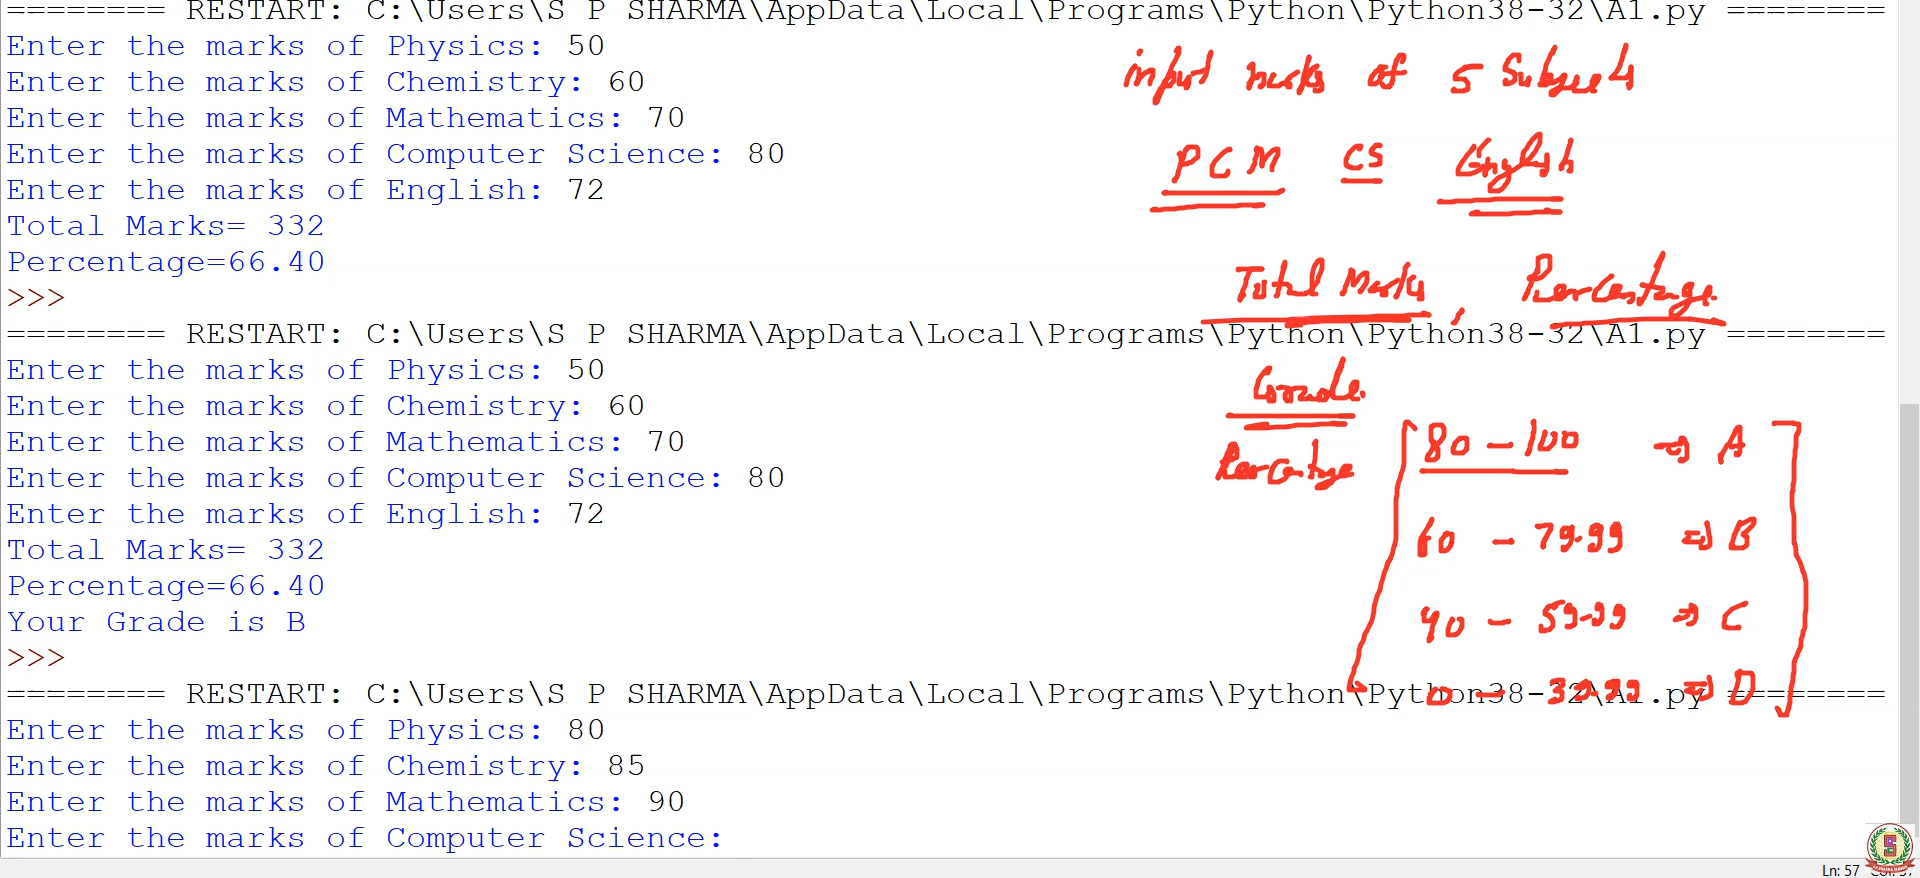 ======== RESTART: C:\Users\S P SHARMA\AppData\Local\Programs\Python\Python38-32\A1.py ========
Enter the marks of Physics: 50
Enter the marks of Chemistry: 60
Enter the marks of Mathematics: 70
Enter the marks of Computer Science: 80
Enter the marks of English: 72
Total Marks= 332
Percentage=66.40
>>>
======== RESTART: C:\Users\S P SHARMA\AppData\Local\Programs\Python\Python38-32\A1.py ========
Enter the marks of Physics: 50
Enter the marks of Chemistry: 60
Enter the marks of Mathematics: 70
Enter the marks of Computer Science: 80
Enter the marks of English: 72
Total Marks= 332
Percentage=66.40
Your Grade is B
>>>
======== RESTART: C:\Users\S P SHARMA\AppData\Local\Programs\Python\Python38-32\A1.py ========
Enter the marks of Physics: 80
Enter the marks of Chemistry: 85
Enter the marks of Mathematics: 90
Enter the marks of Computer Science:
input marks of 5 Subjects
PCM CS English
Total Marks, Percentage
Grade
Percentage
80 - 100 ⇒ A
60 - 79.99 ⇒ B
40 - 59.99 ⇒ C
0 - 39.99 ⇒ D
Ln: 57